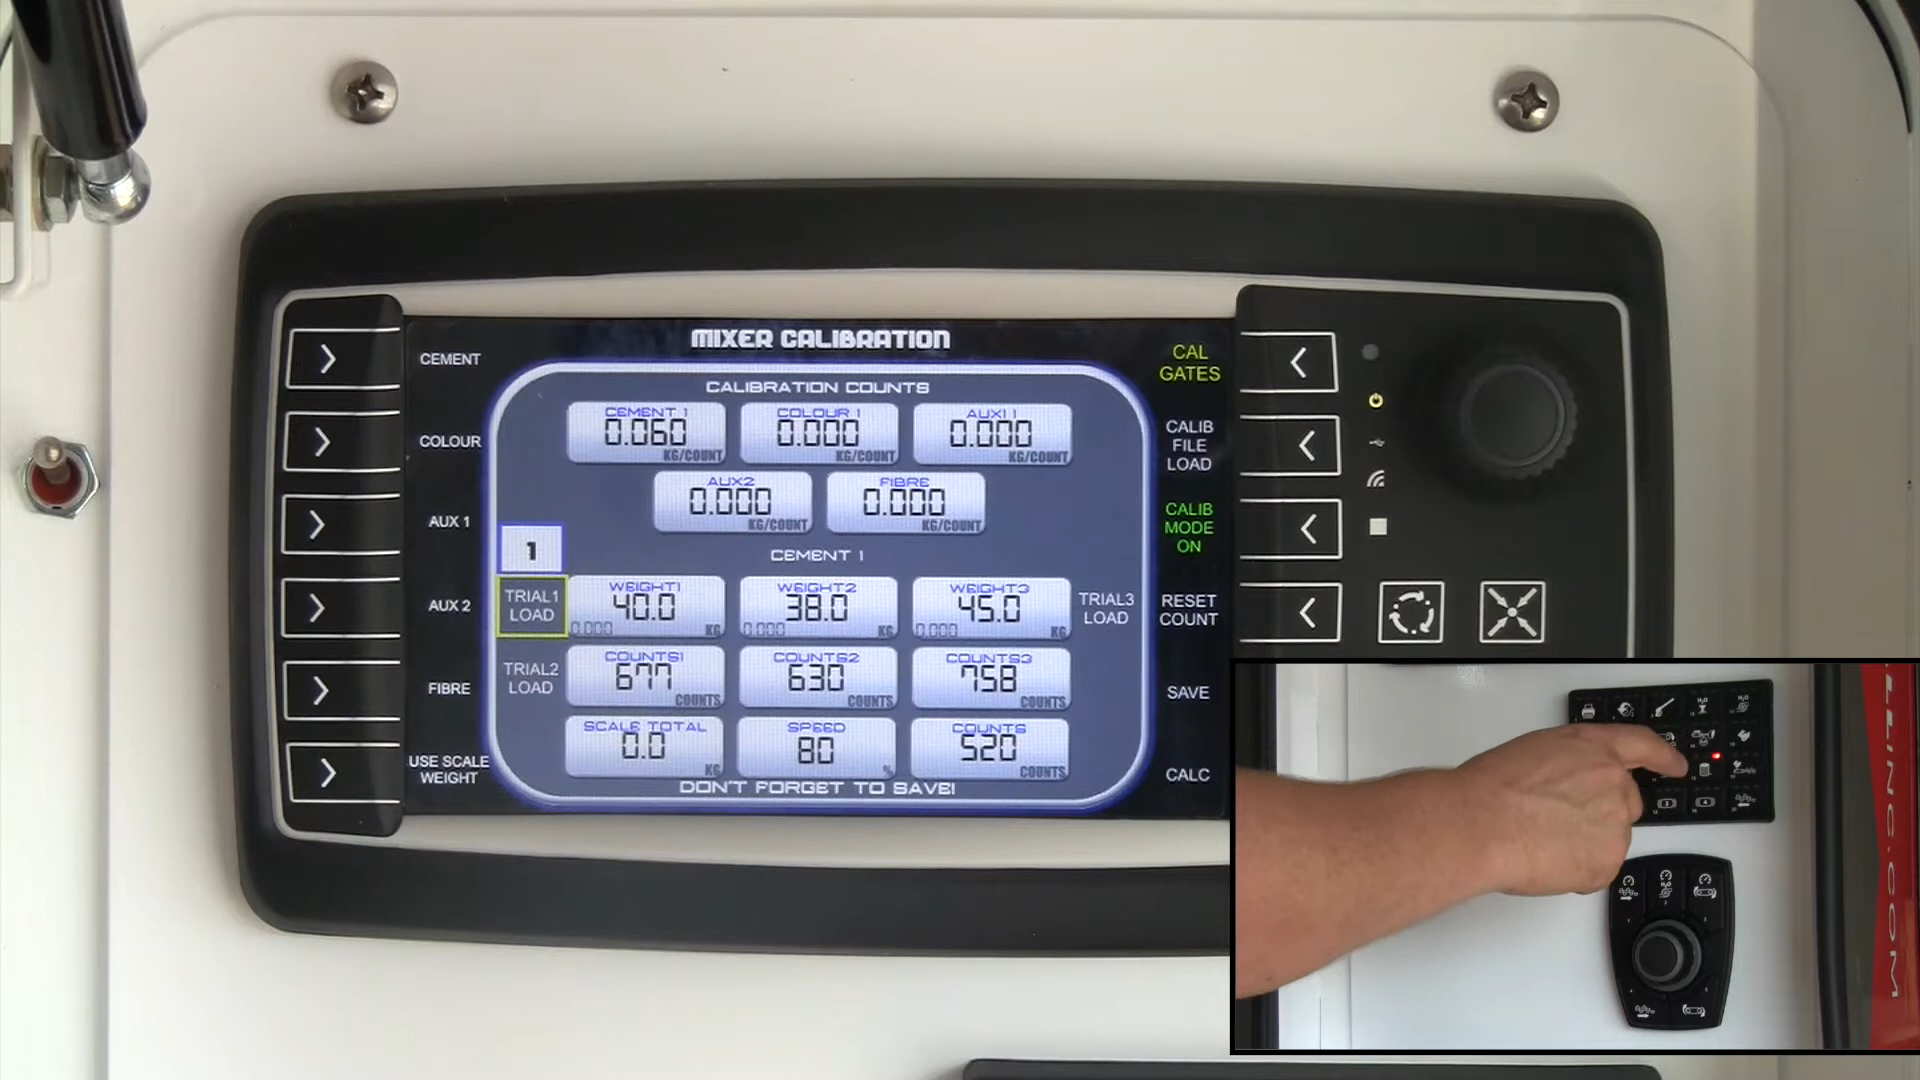 MIXER CALIBRATION
CALIBRATION COUNTS
CEMENT
COLOUR
AUX 1
AUX 2
FIBRE
USE SCALE
WEIGHT
CEMENT 1
0.060
KG/COUNT
COLOUR 1
0.000
KG/COUNT
AUXI 1
0.000
KG/COUNT
AUX2
0.000
KG/COUNT
FIBRE
0.000
KG/COUNT
1
CEMENT 1
TRIAL1
LOAD
WEIGHT1
40.0
0.000 KG
WEIGHT2
38.0
0.000 KG
WEIGHT3
45.0
0.000 KG
TRIAL3
LOAD
TRIAL2
LOAD
COUNTS1
677
COUNTS
COUNTS2
630
COUNTS
COUNTS3
758
COUNTS
SCALE TOTAL
0.0
KG
SPEED
80
%
COUNTS
520
COUNTS
DON'T FORGET TO SAVE!
CAL
GATES
CALIB
FILE
LOAD
CALIB
MODE
ON
RESET
COUNT
SAVE
CALC
LLING.COM